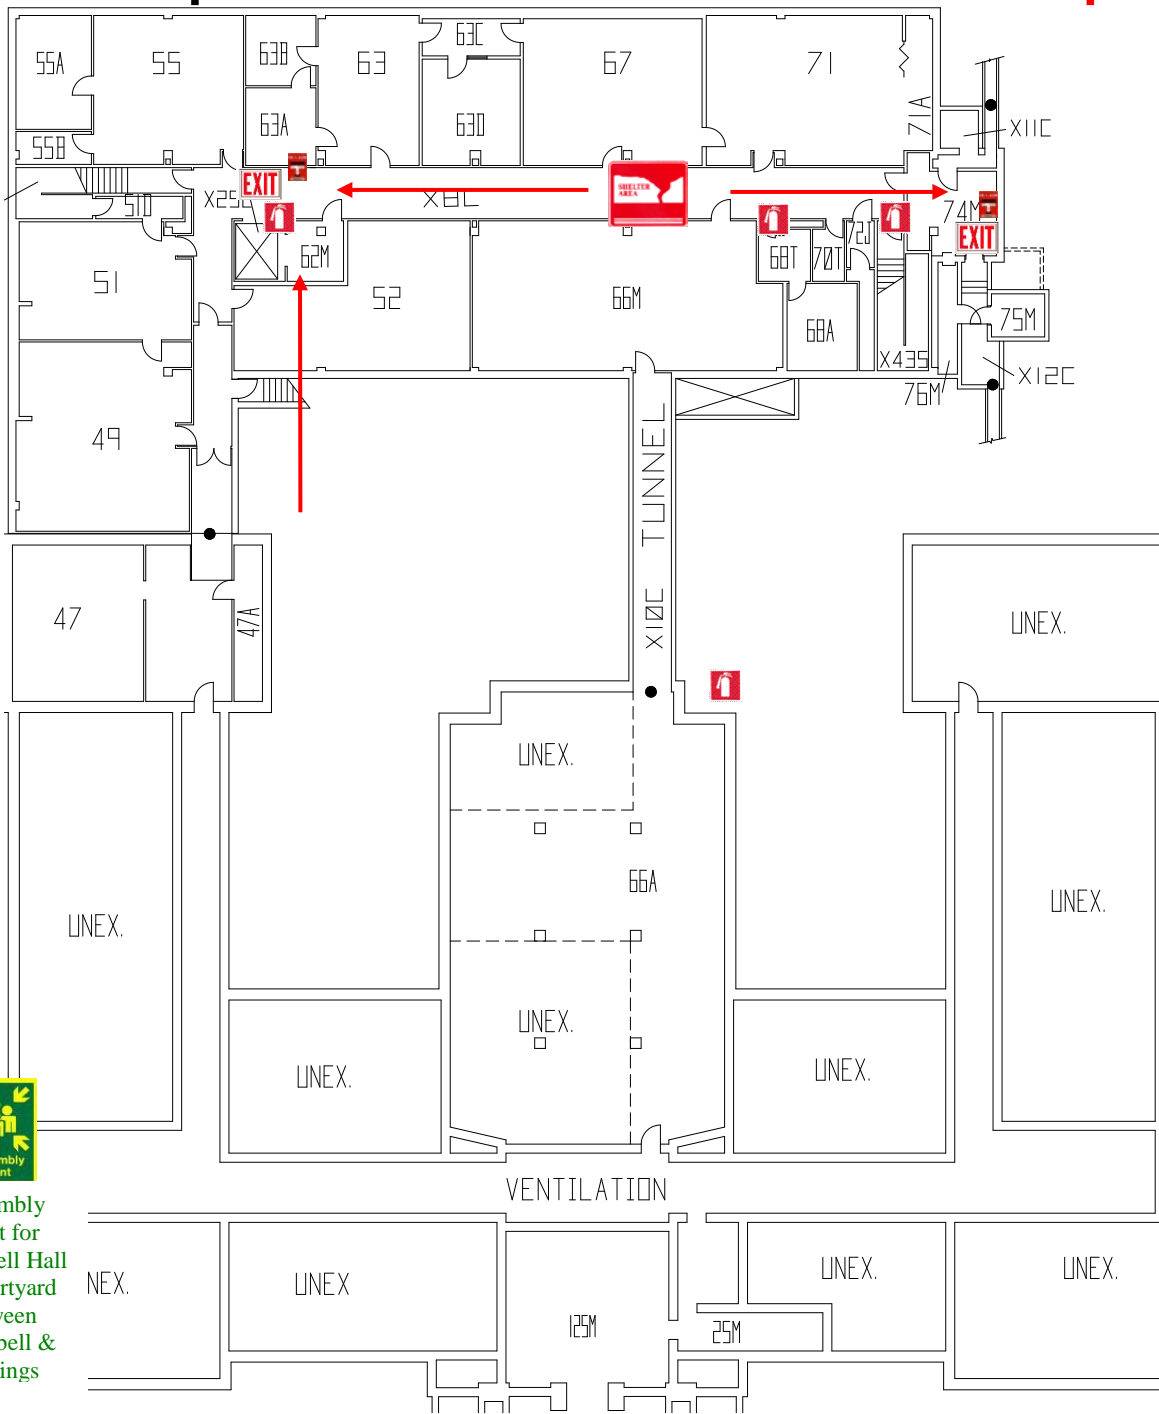 55A
55
63B
63
63C
67
71
63A
63D
71A
X11C
55B
EXIT
SHELTER
AREA
51D
X8C
74M
72J
EXIT
62M
68T
70T
51
52
66M
68A
75M
X43S
X12C
76M
49
X10C TUNNEL
47
47A
UNEX.
UNEX.
66A
UNEX.
UNEX.
UNEX.
UNEX.
UNEX.
VENTILATION
NEX.
UNEX
UNEX.
UNEX.
125M
25M
mbly
nt
mbly
t for
ell Hall
rtyard
een
bell &
ings